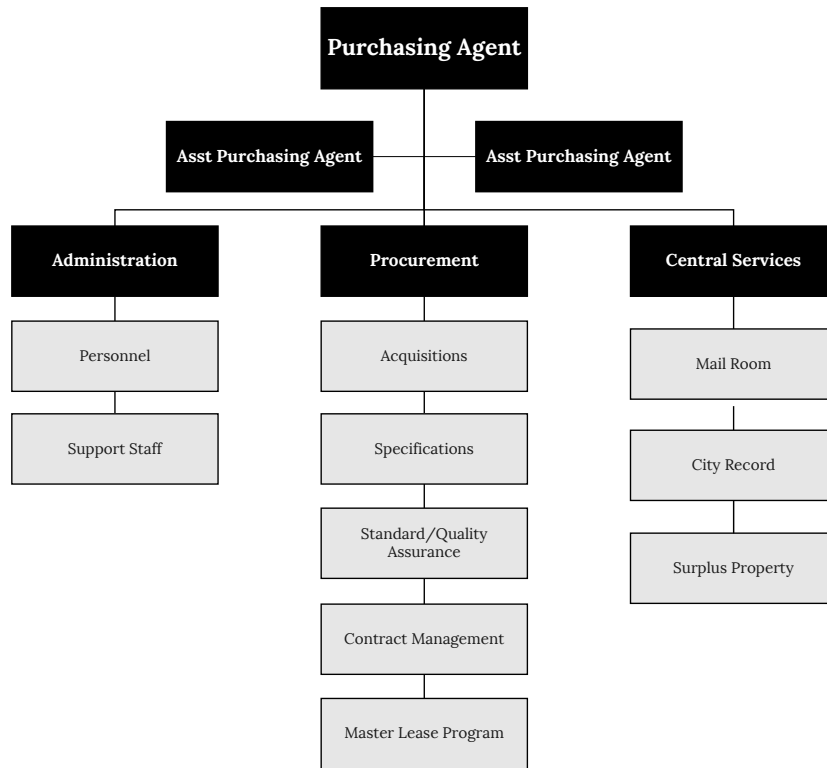 Purchasing Agent
Asst Purchasing Agent
Asst Purchasing Agent
Administration
Procurement
Central Services
Personnel
Support Staff
Acquisitions
Specifications
Standard/Quality
Assurance
Contract Management
Master Lease Program
Mail Room
City Record
Surplus Property